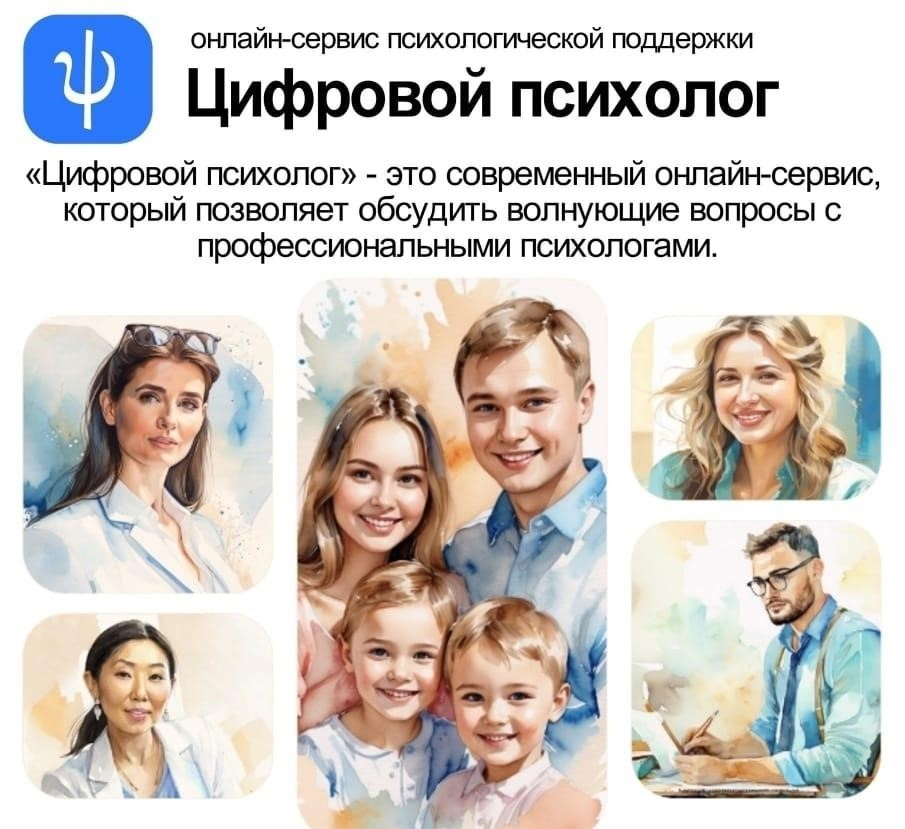 ψ
онлайн-сервис психологической поддержки
Цифровой психолог
«Цифровой психолог» - это современный онлайн-сервис,
который позволяет обсудить волнующие вопросы с
профессиональными психологами.